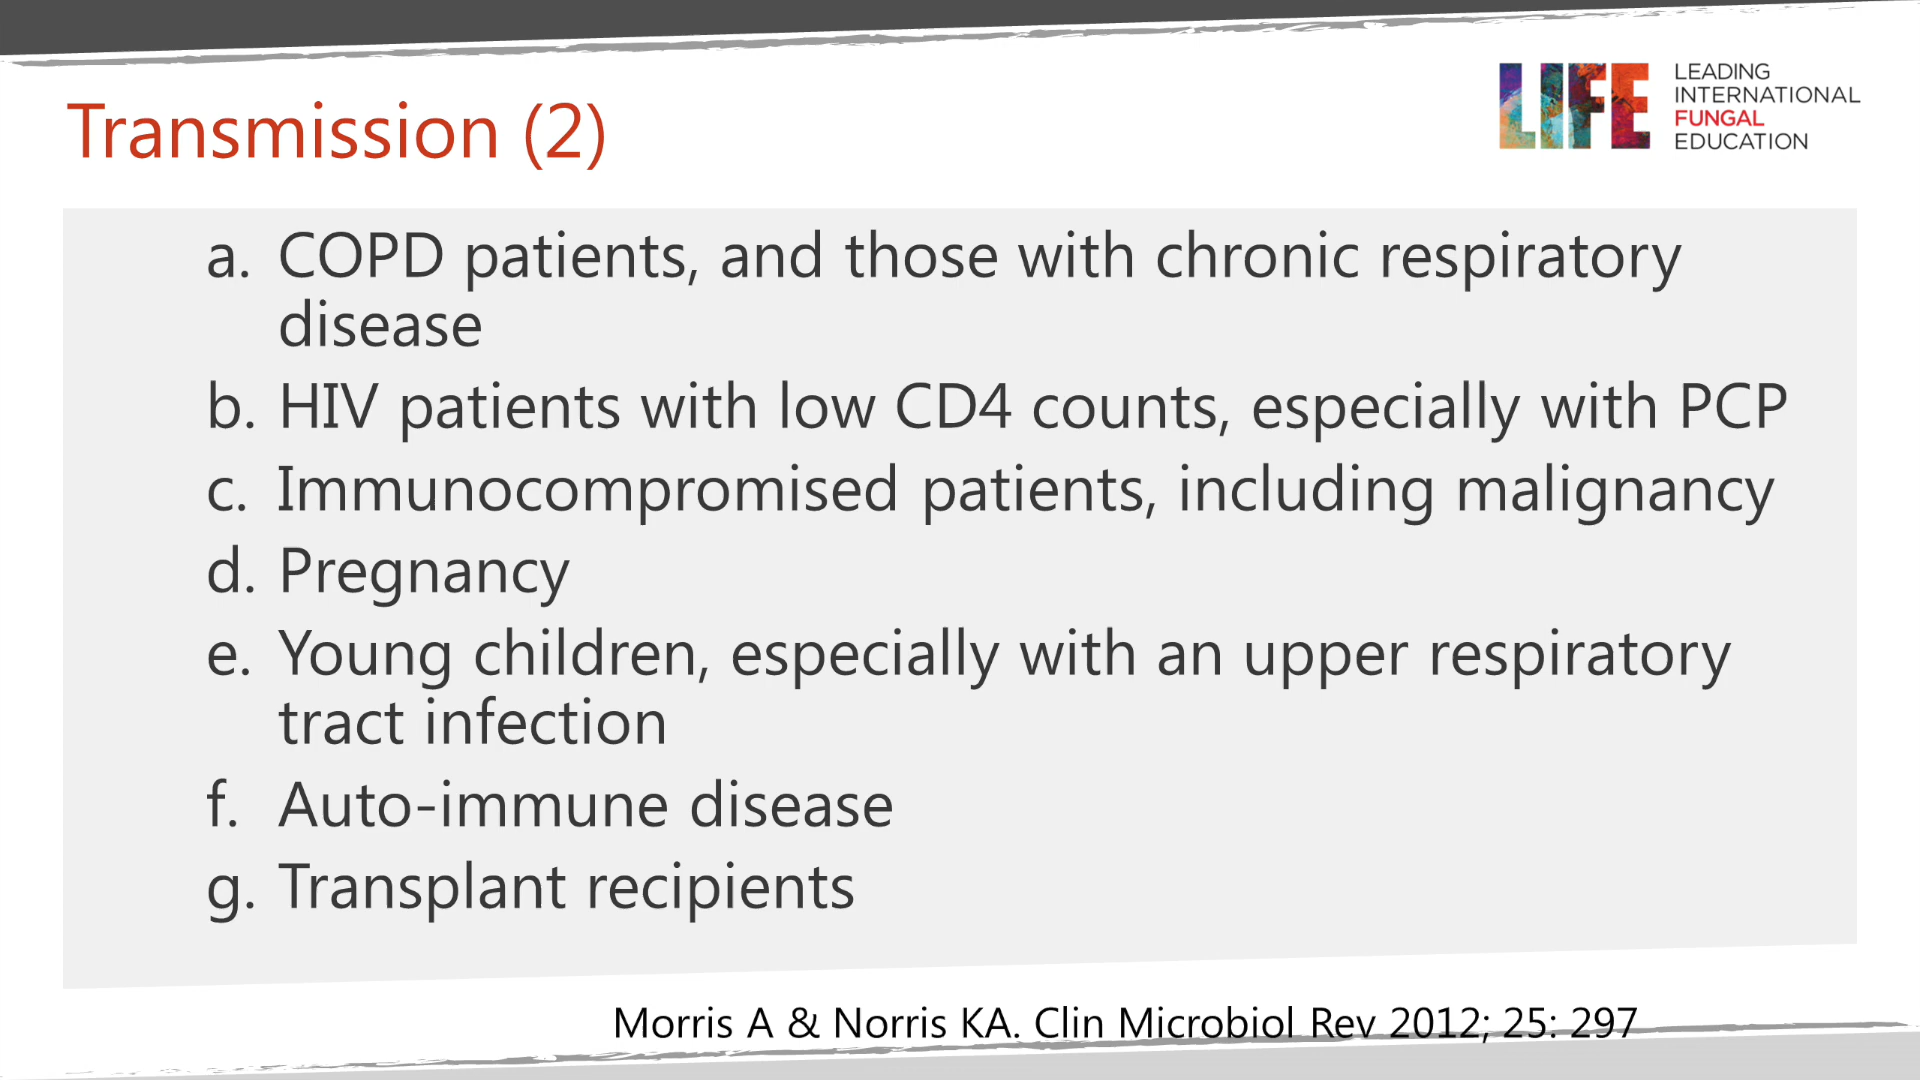 Transmission (2)
LIFE
LEADING
INTERNATIONAL
FUNGAL
EDUCATION
a. COPD patients, and those with chronic respiratory
disease
b. HIV patients with low CD4 counts, especially with PCP
c. Immunocompromised patients, including malignancy
d. Pregnancy
e. Young children, especially with an upper respiratory
tract infection
f. Auto-immune disease
g. Transplant recipients
Morris A & Norris KA. Clin Microbiol Rev 2012; 25: 297